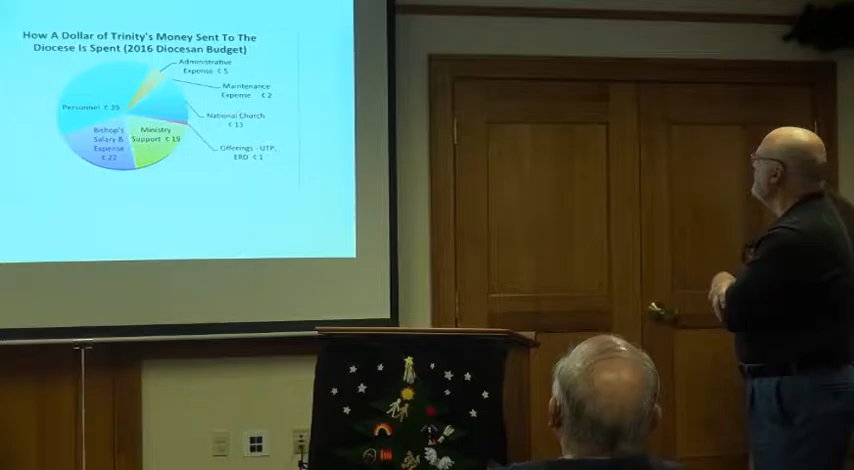 How A Dollar of Trinity's Money Sent To The
Diocese Is Spent (2016 Diocesan Budget)
Administrative
Expense ¢ 5
Maintenance
Expense ¢ 2
Personnel ¢ 39
National Church
¢ 13
Bishop's
Salary &
Expense
¢ 22
Ministry
Support ¢ 19
Offerings - UTP,
ERD ¢ 1